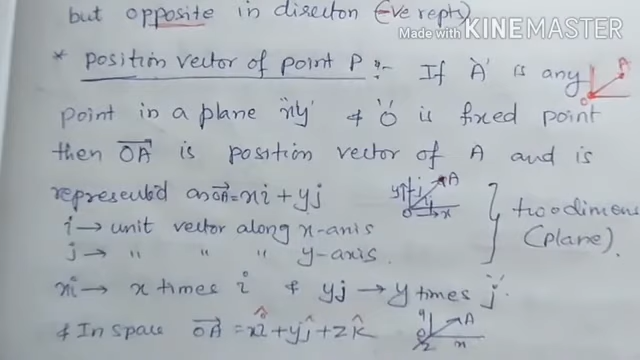 but opposite in direction (-ve repts)
Made with KINEMASTER
* position vector of point P :- If 'A' is any
point in a plane "xy" & 'O' is fixed point
then OA is position vector of A and is
represented as OA = xi + yj
i → unit vector along x-axis
j → " " " y-axis.
two dimens
(plane).
xi → x times i & yj → y times j
& In space OA = xî + yĵ + zk̂